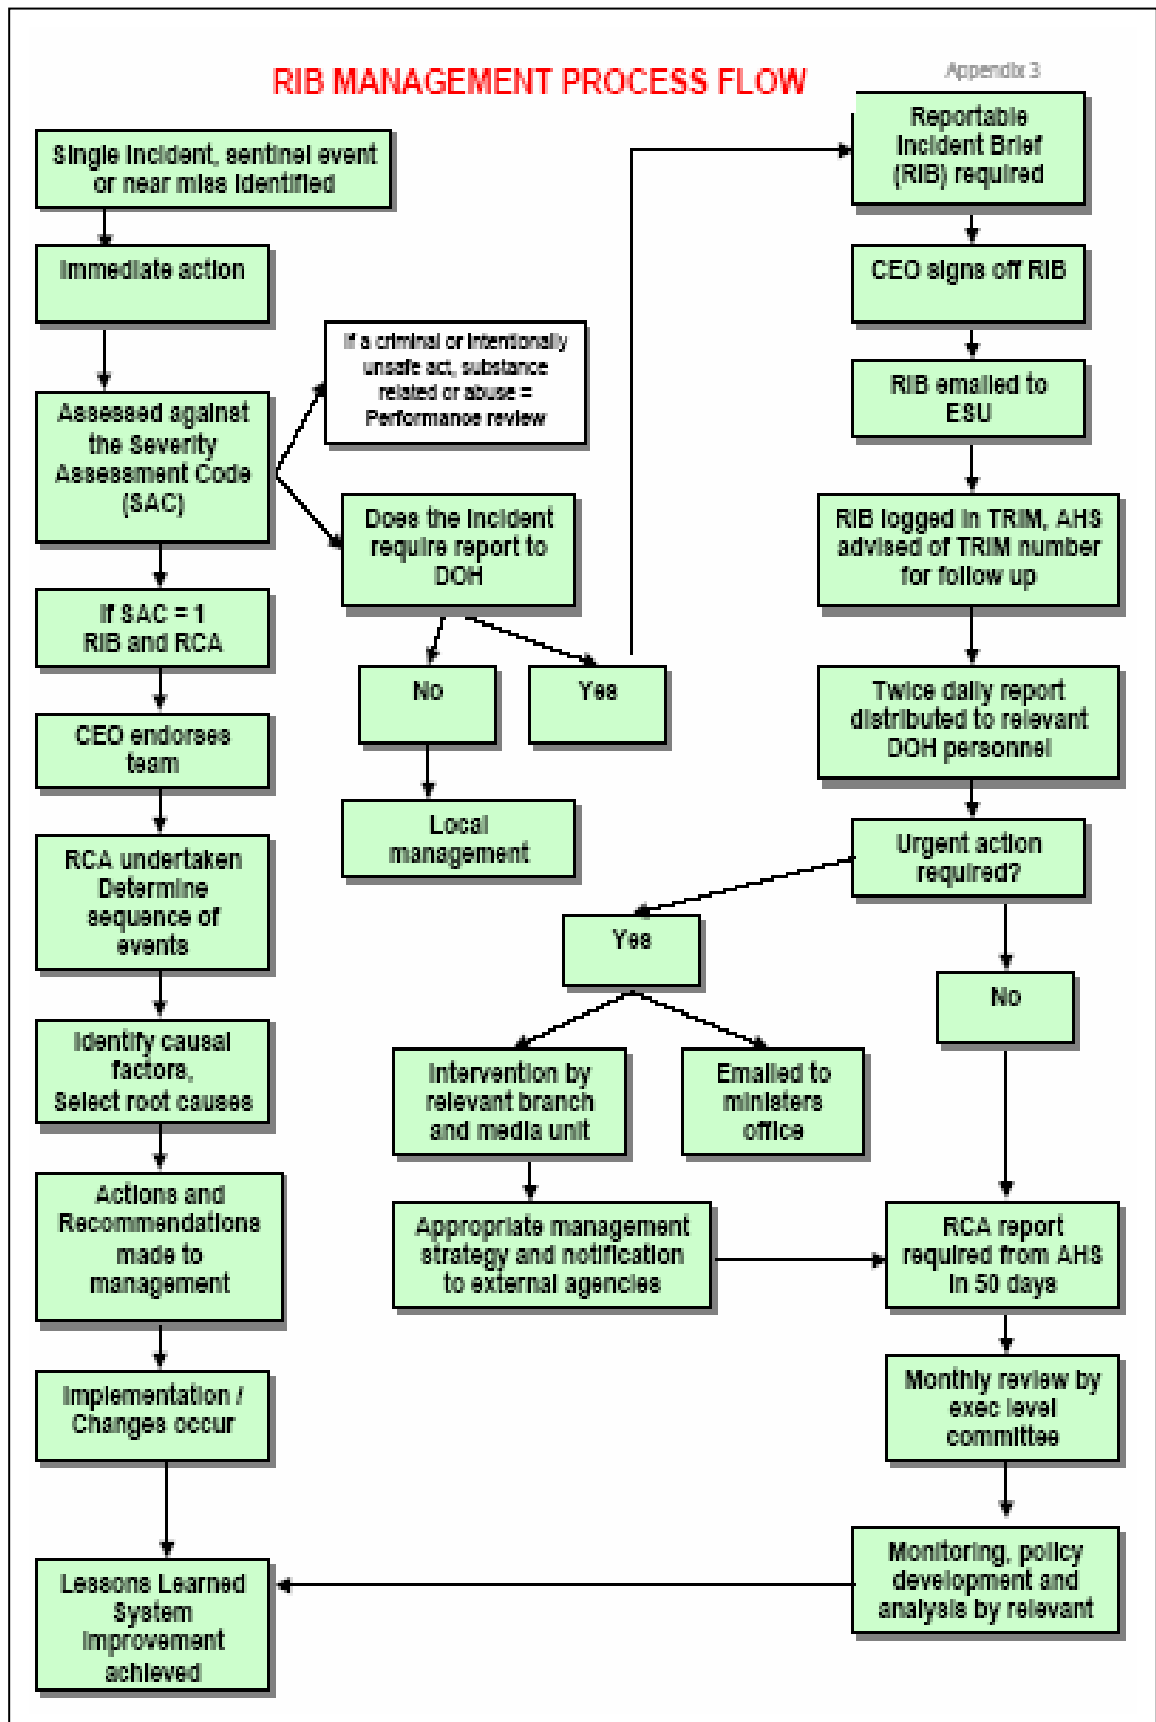 Appendix 3
RIB MANAGEMENT PROCESS FLOW
Single incident, sentinel event
or near miss identified
Immediate action
Assessed against
the Severity
Assessment Code
(SAC)
If a criminal or intentionally
unsafe act, substance
related or abuse =
Performance review
Does the incident
require report to
DOH
No
Yes
Local
management
If SAC = 1
RIB and RCA
CEO endorses
team
RCA undertaken
Determine
sequence of
events
Identify causal
factors,
Select root causes
Actions and
Recommendations
made to
management
Implementation /
Changes occur
Lessons Learned
System
Improvement
achieved
Reportable
Incident Brief
(RIB) required
CEO signs off RIB
RIB emailed to
ESU
RIB logged in TRIM, AHS
advised of TRIM number
for follow up
Twice daily report
distributed to relevant
DOH personnel
Urgent action
required?
Yes
No
Intervention by
relevant branch
and media unit
Emailed to
ministers
office
Appropriate management
strategy and notification
to external agencies
RCA report
required from AHS
in 50 days
Monthly review by
exec level
committee
Monitoring, policy
development and
analysis by relevant